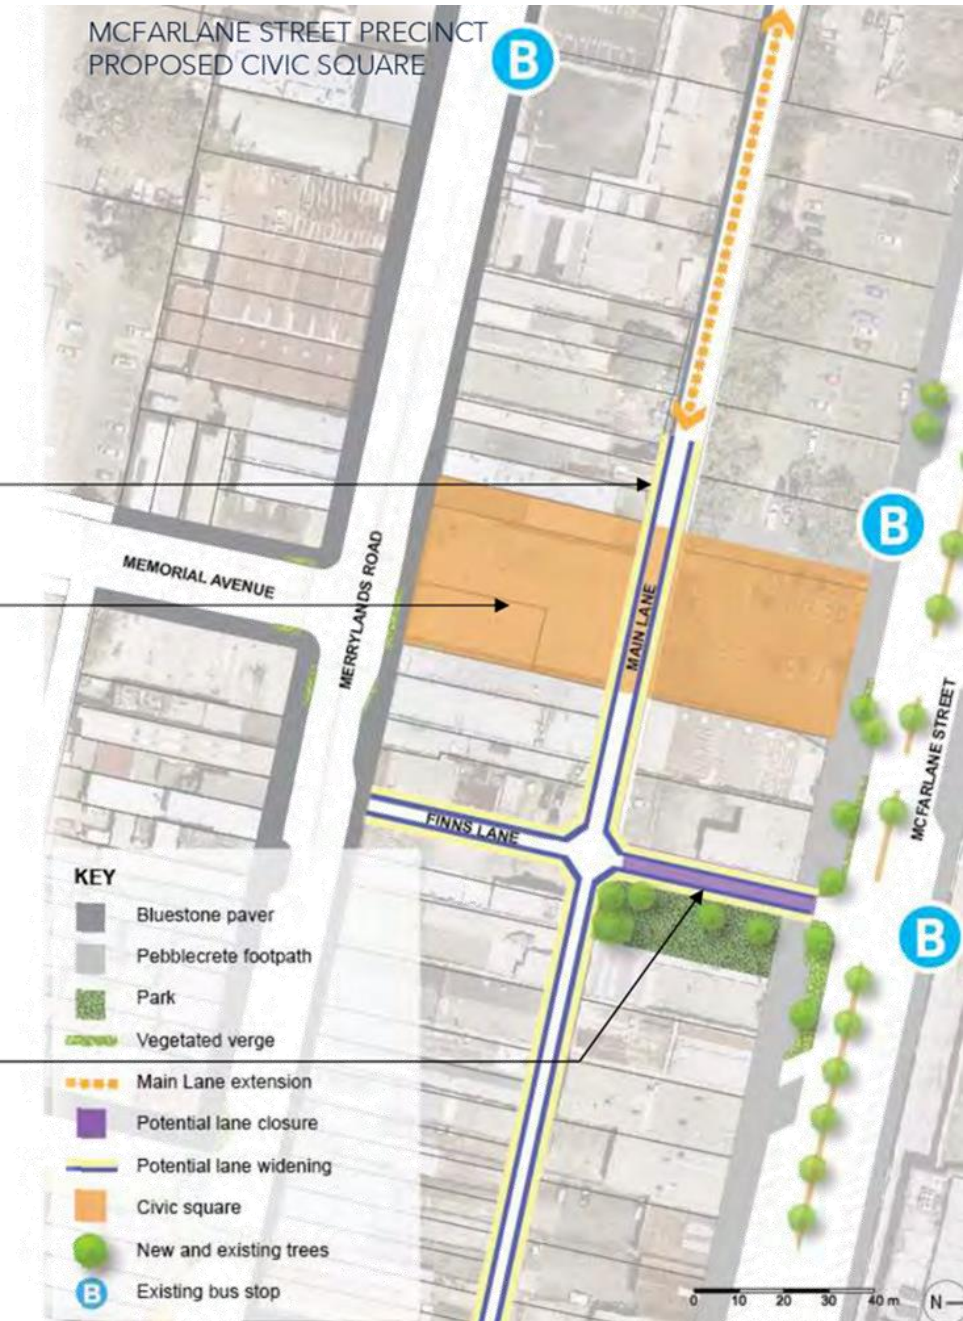 MCFARLANE STREET PRECINCT
PROPOSED CIVIC SQUARE
B
B
MEMORIAL AVENUE
MERRYLANDS ROAD
MAIN LANE
MCFARLANE STREET
FINNS LANE
B
KEY
Bluestone paver
Pebblecrete footpath
Park
Vegetated verge
Main Lane extension
Potential lane closure
Potential lane widening
Civic square
New and existing trees
B Existing bus stop
0 10 20 30 40 m
N